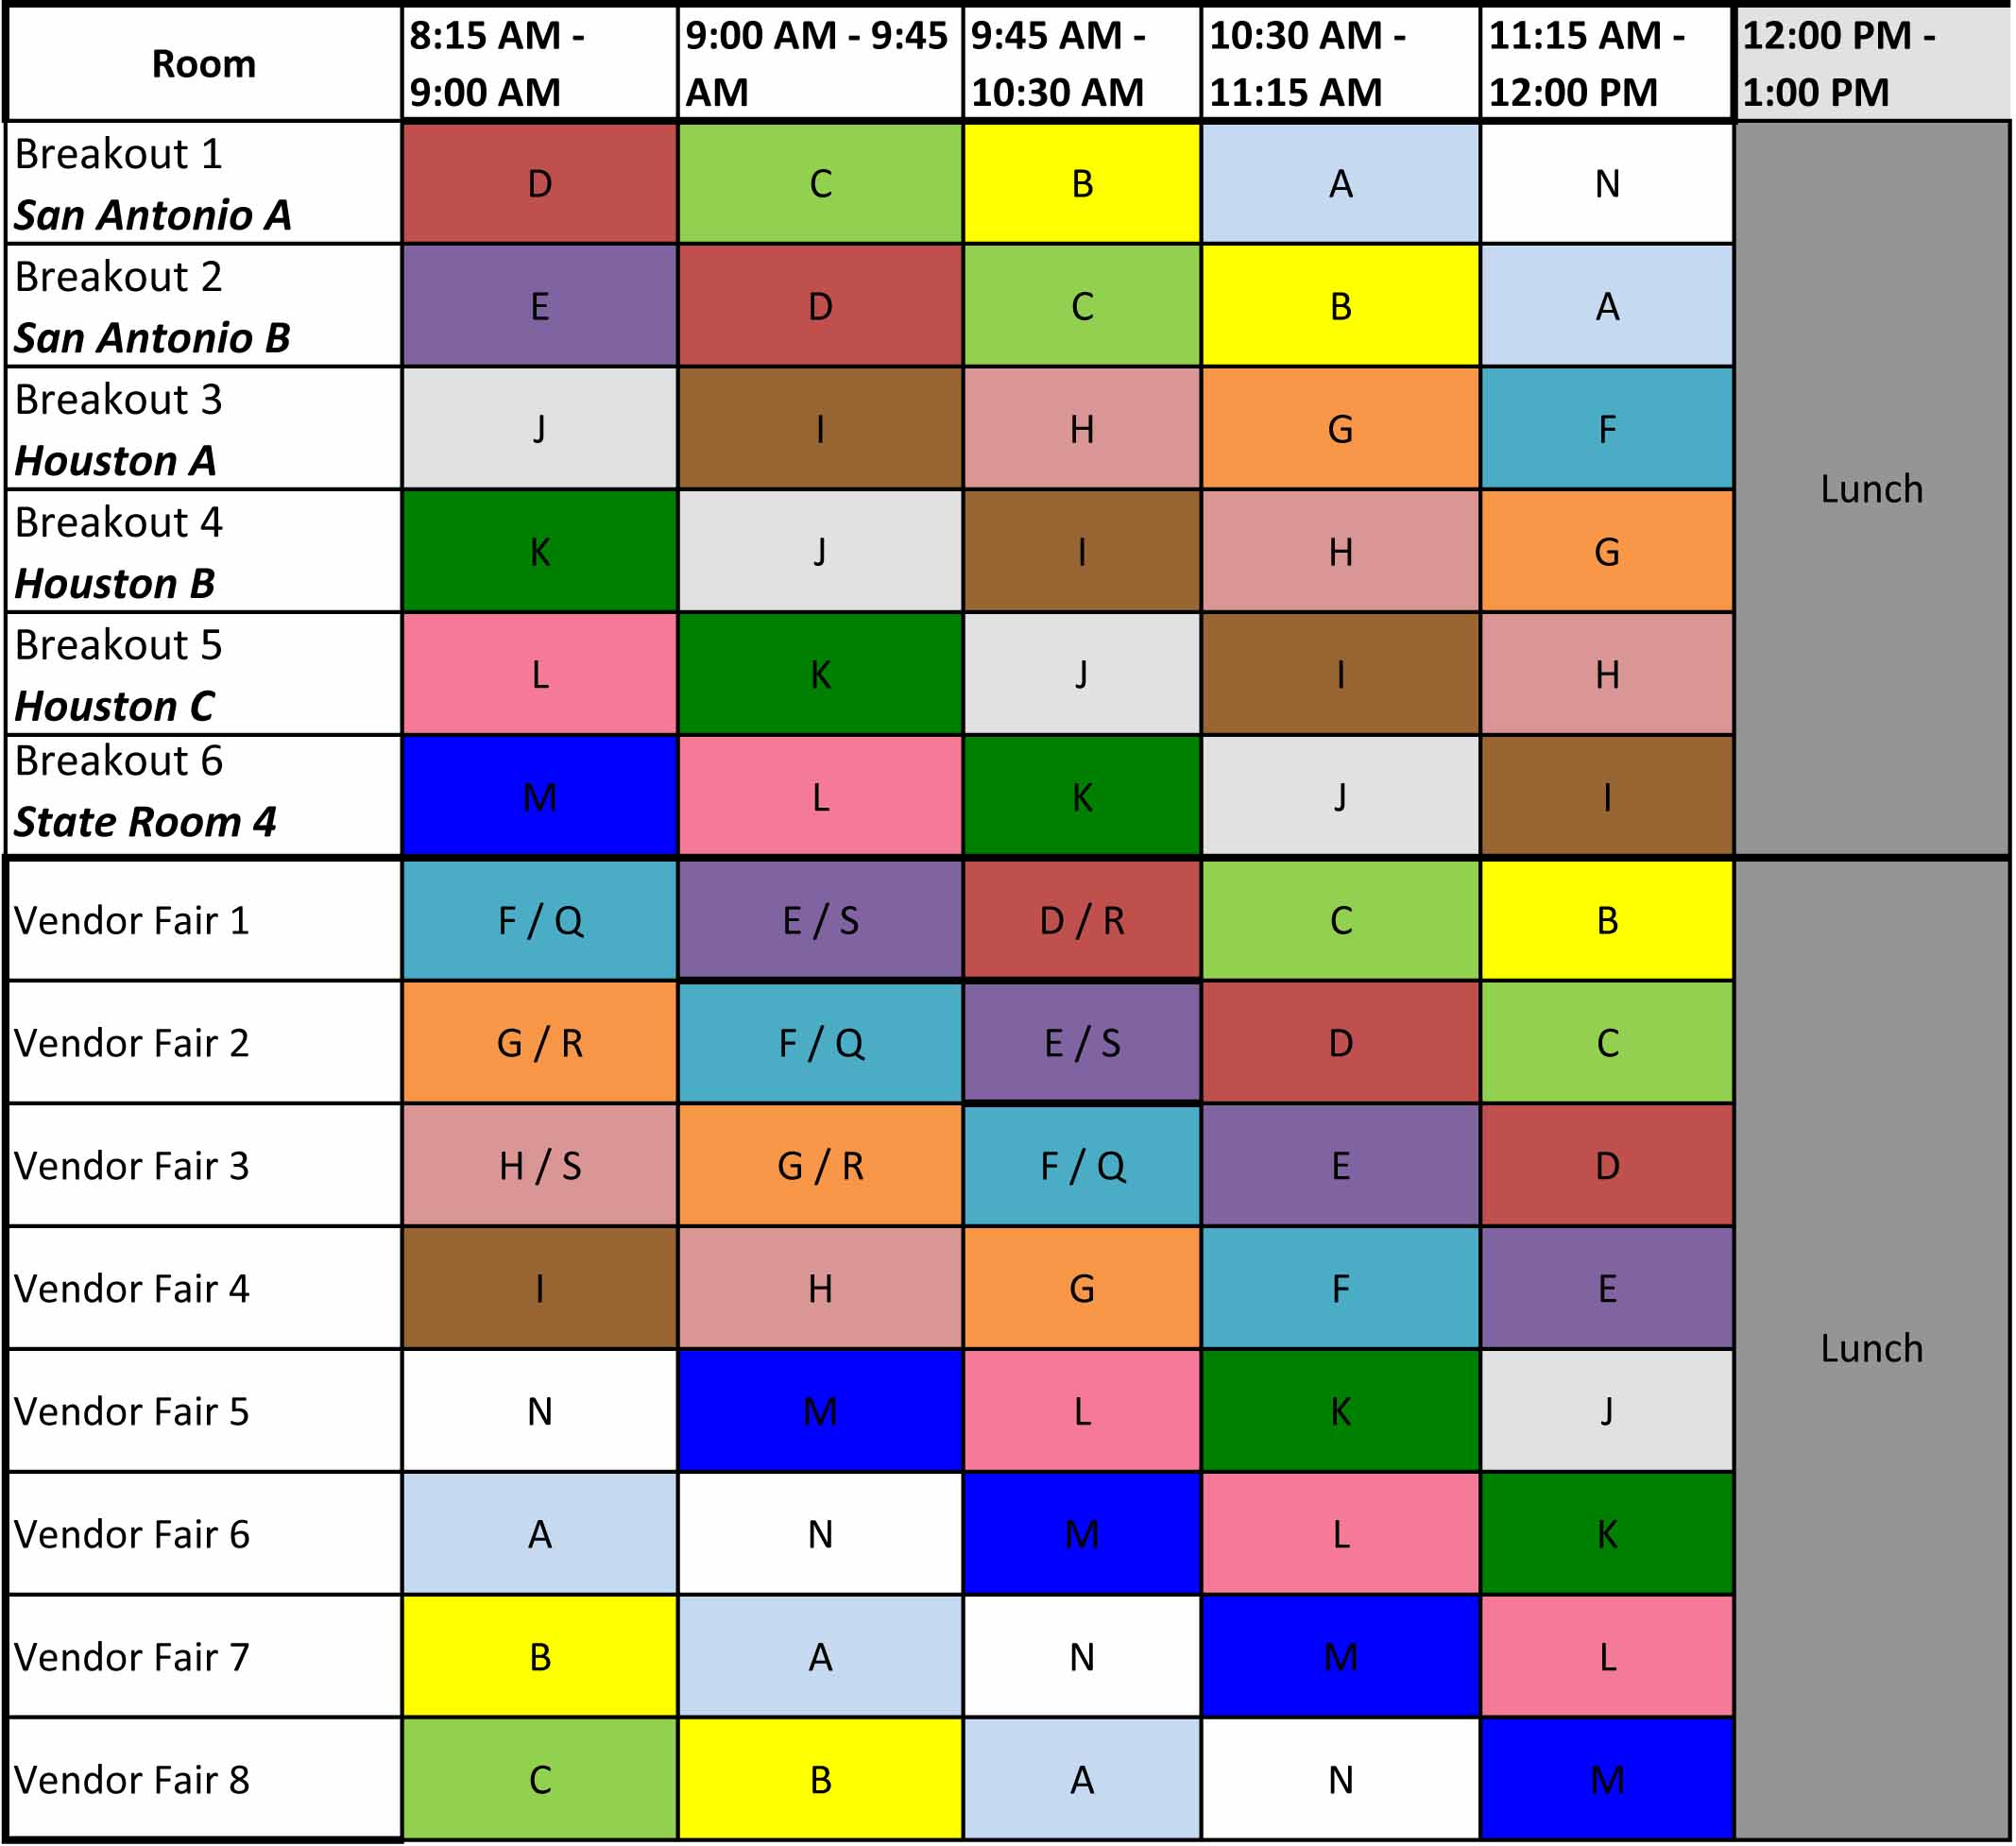 Room
8:15 AM -
9:00 AM
9:00 AM - 9:45
AM
9:45 AM -
10:30 AM
10:30 AM -
11:15 AM
11:15 AM -
12:00 PM
12:00 PM -
1:00 PM
Breakout 1
San Antonio A
D
C
B
A
N
Breakout 2
San Antonio B
E
D
C
B
A
Breakout 3
Houston A
J
I
H
G
F
Lunch
Breakout 4
Houston B
K
J
I
H
G
Breakout 5
Houston C
L
K
J
I
H
Breakout 6
State Room 4
M
L
K
J
I
Vendor Fair 1
F / Q
E / S
D / R
C
B
Vendor Fair 2
G / R
F / Q
E / S
D
C
Vendor Fair 3
H / S
G / R
F / Q
E
D
Vendor Fair 4
I
H
G
F
E
Lunch
Vendor Fair 5
N
M
L
K
J
Vendor Fair 6
A
N
M
L
K
Vendor Fair 7
B
A
N
M
L
Vendor Fair 8
C
B
A
N
M